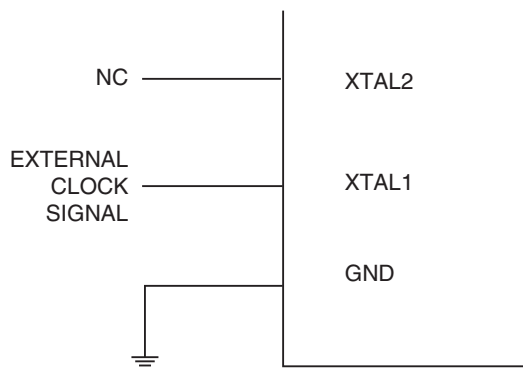 NC
XTAL2
EXTERNAL
CLOCK
SIGNAL
XTAL1
GND